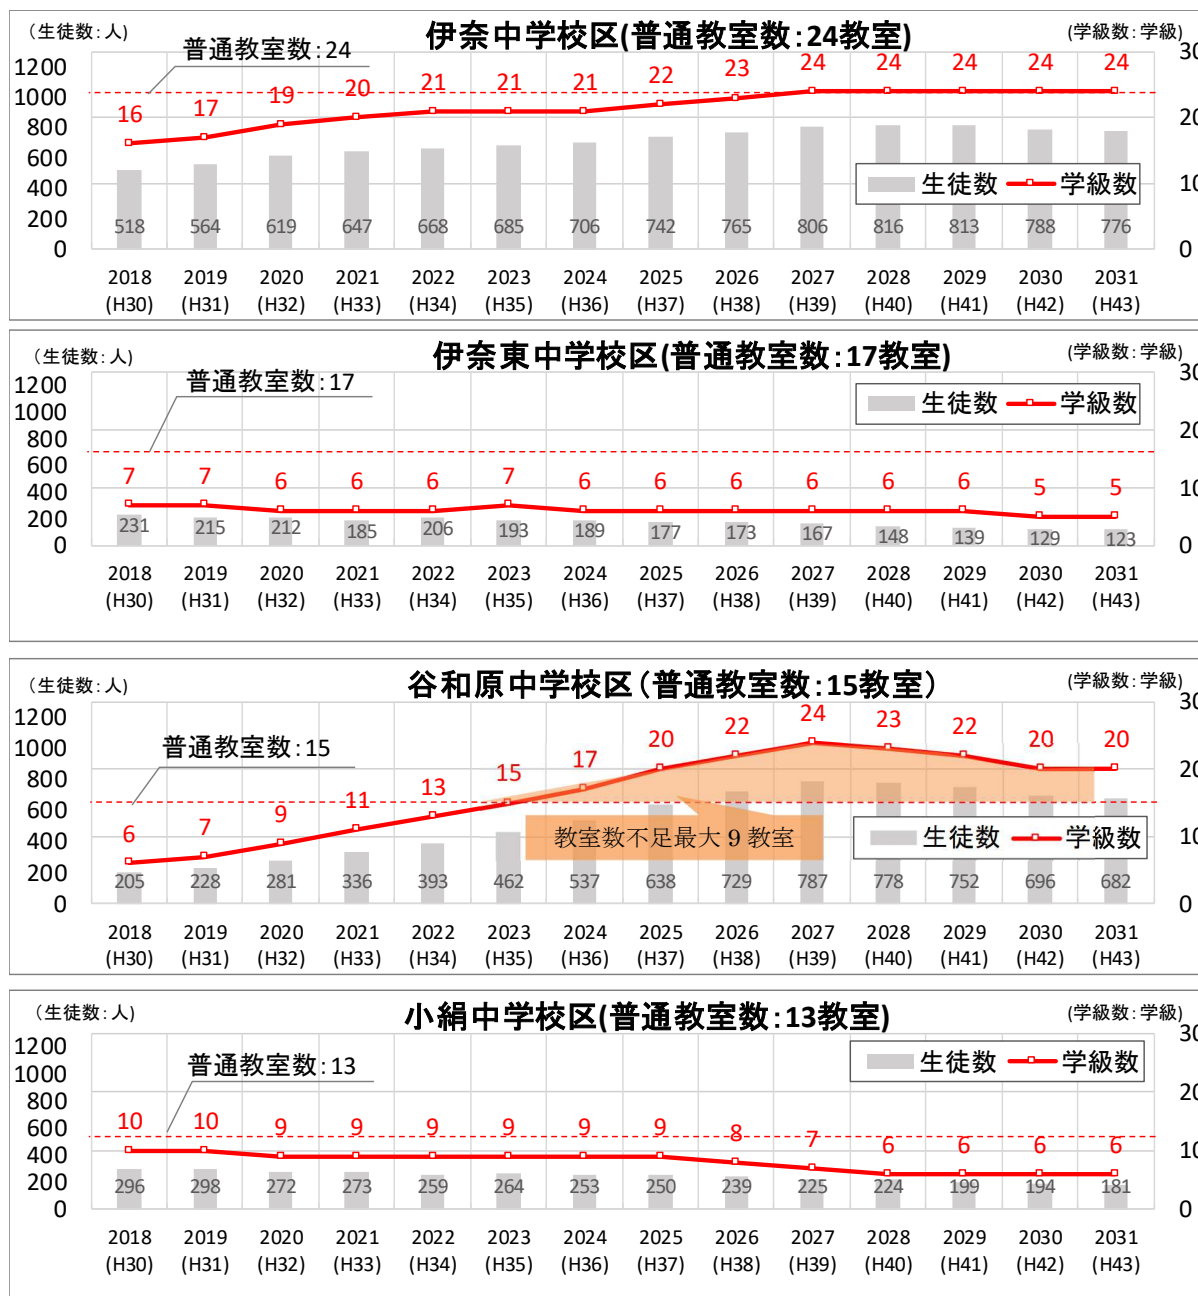 （生徒数：人）
伊奈中学校区(普通教室数：24教室)
(学級数：学級)
普通教室数：24
1200
1000
800
600
400
200
0
30
20
10
0
16 17 19 20 21 21 21 22 23 24 24 24 24 24
生徒数 学級数
518 564 619 647 668 685 706 742 765 806 816 813 788 776
2018 2019 2020 2021 2022 2023 2024 2025 2026 2027 2028 2029 2030 2031
(H30) (H31) (H32) (H33) (H34) (H35) (H36) (H37) (H38) (H39) (H40) (H41) (H42) (H43)
（生徒数：人）
伊奈東中学校区(普通教室数：17教室)
(学級数：学級)
普通教室数：17
1200
1000
800
600
400
200
0
30
20
10
0
生徒数 学級数
7 7 6 6 6 7 6 6 6 6 6 6 5 5
231 215 212 185 206 193 189 177 173 167 148 139 129 123
2018 2019 2020 2021 2022 2023 2024 2025 2026 2027 2028 2029 2030 2031
(H30) (H31) (H32) (H33) (H34) (H35) (H36) (H37) (H38) (H39) (H40) (H41) (H42) (H43)
（生徒数：人）
谷和原中学校区（普通教室数：15教室）
(学級数：学級)
普通教室数：15
1200
1000
800
600
400
200
0
30
20
10
0
6 7 9 11 13 15 17 20 22 24 23 22 20 20
教室数不足最大 9 教室
生徒数 学級数
205 228 281 336 393 462 537 638 729 787 778 752 696 682
2018 2019 2020 2021 2022 2023 2024 2025 2026 2027 2028 2029 2030 2031
(H30) (H31) (H32) (H33) (H34) (H35) (H36) (H37) (H38) (H39) (H40) (H41) (H42) (H43)
（生徒数：人）
小絹中学校区(普通教室数：13教室)
(学級数：学級)
普通教室数：13
1200
1000
800
600
400
200
0
30
20
10
0
生徒数 学級数
10 10 9 9 9 9 9 9 8 7 6 6 6 6
296 298 272 273 259 264 253 250 239 225 224 199 194 181
2018 2019 2020 2021 2022 2023 2024 2025 2026 2027 2028 2029 2030 2031
(H30) (H31) (H32) (H33) (H34) (H35) (H36) (H37) (H38) (H39) (H40) (H41) (H42) (H43)